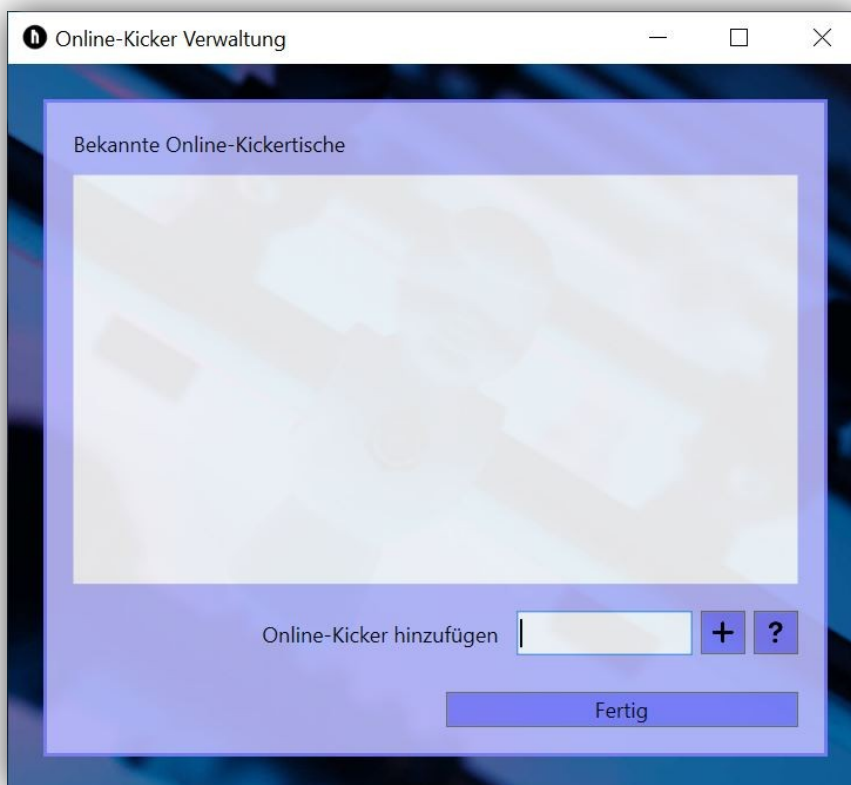 Online-Kicker Verwaltung
Bekannte Online-Kickertische
Online-Kicker hinzufügen + ?
Fertig